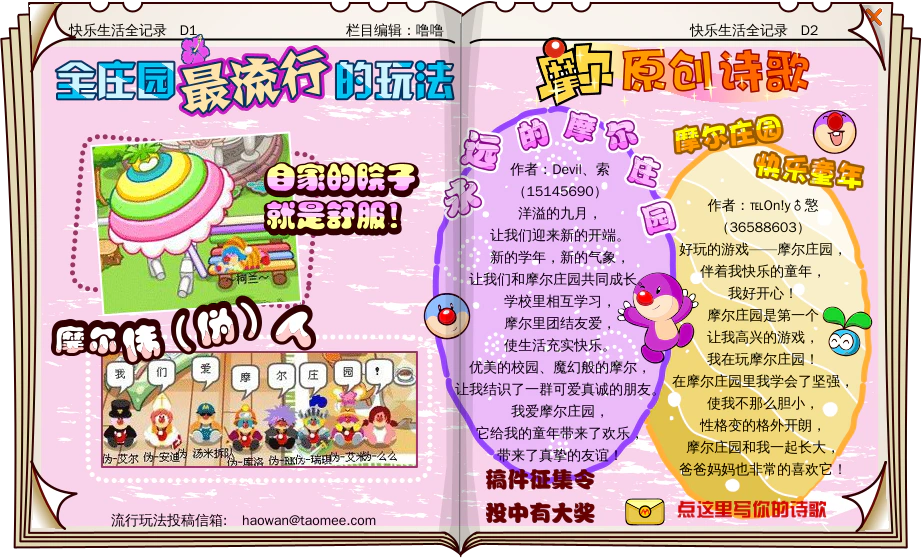 快乐生活全记录 D1
栏目编辑：噜噜
全庄园最流行的玩法
自家的院子
就是舒服！
～柯兰～
摩尔侠（伪）人
我 们 爱 摩 尔 庄 园 ！
伪-艾尔 伪-安迪 伪 汤米拆队 伪-库洛 伪-瑞琪 伪-艾米 伪-么么
流行玩法投稿信箱: haowan@taomee.com
快乐生活全记录 D2
摩尔原创诗歌
永远的摩尔庄园
作者：Devil、索
（15145690）
洋溢的九月，
让我们迎来新的开端。
新的学年，新的气象，
让我们和摩尔庄园共同成长。
学校里相互学习，
摩尔里团结友爱，
使生活充实快乐。
优美的校园、魔幻般的摩尔，
让我结识了一群可爱真诚的朋友。
我爱摩尔庄园，
它给我的童年带来了欢乐，
带来了真挚的友谊！
摩尔庄园
快乐童年
作者：℡On!y♁慜
（36588603）
好玩的游戏——摩尔庄园，
伴着我快乐的童年，
我好开心！
摩尔庄园是第一个
让我高兴的游戏，
我在玩摩尔庄园！
在摩尔庄园里我学会了坚强，
使我不那么胆小，
性格变的格外开朗，
摩尔庄园和我一起长大，
爸爸妈妈也非常的喜欢它！
稿件征集令
投中有大奖
点这里写你的诗歌